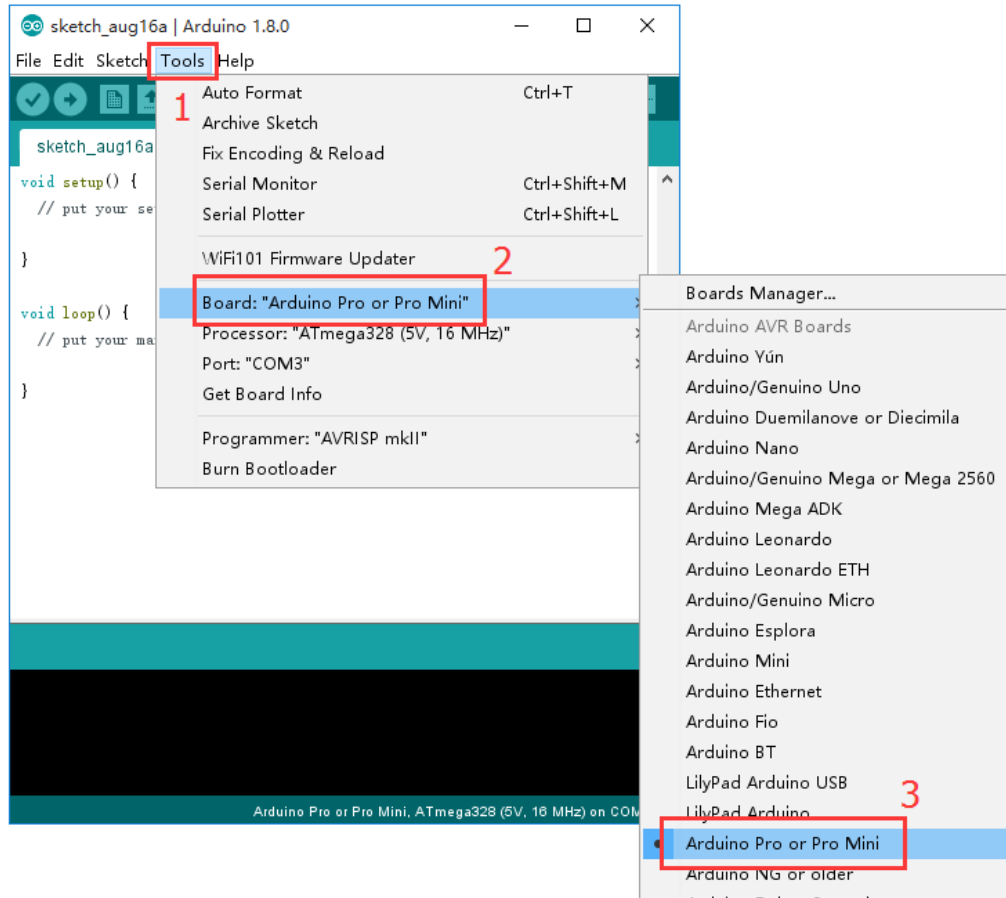 sketch_aug16a | Arduino 1.8.0
File Edit Sketch Tools Help
1
sketch_aug16a
Auto Format Ctrl+T
Archive Sketch
Fix Encoding & Reload
Serial Monitor Ctrl+Shift+M
Serial Plotter Ctrl+Shift+L
WiFi101 Firmware Updater
2
Board: "Arduino Pro or Pro Mini"
Processor: "ATmega328 (5V, 16 MHz)"
Port: "COM3"
Get Board Info
Programmer: "AVRISP mkII"
Burn Bootloader
void setup() {
// put your se
}
void loop() {
// put your ma
}
Boards Manager...
Arduino AVR Boards
Arduino Yún
Arduino/Genuino Uno
Arduino Duemilanove or Diecimila
Arduino Nano
Arduino/Genuino Mega or Mega 2560
Arduino Mega ADK
Arduino Leonardo
Arduino Leonardo ETH
Arduino/Genuino Micro
Arduino Esplora
Arduino Mini
Arduino Ethernet
Arduino Fio
Arduino BT
LilyPad Arduino USB
LilyPad Arduino
3
Arduino Pro or Pro Mini
Arduino NG or older
Arduino Pro or Pro Mini, ATmega328 (5V, 16 MHz) on COM